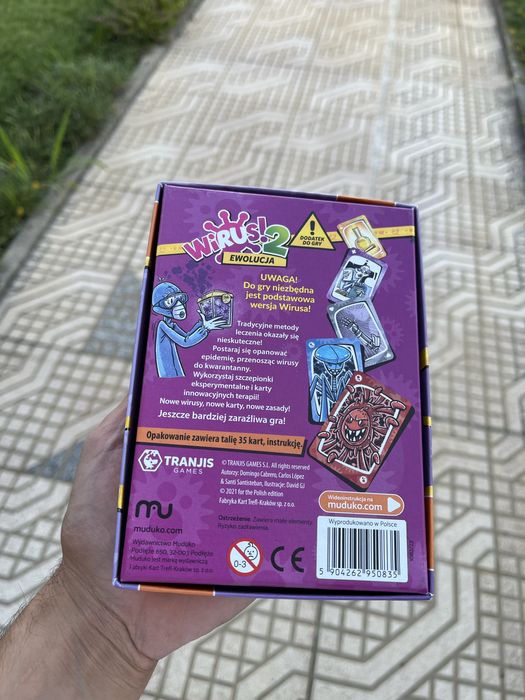 WiRUS! 2
EWOLUCJA
DODATEK
DO GRY
UWAGA!
Do gry niezbędna
jest podstawowa
wersja Wirusa!
Tradycyjne metody
leczenia okazały się
nieskuteczne!
Postaraj się opanować
epidemię, przenosząc wirusy
do kwarantanny.
Wykorzystaj szczepionki
eksperymentalne i karty
innowacyjnych terapii!
Nowe wirusy, nowe karty, nowe zasady!
Jeszcze bardziej zaraźliwa gra!
Opakowanie zawiera talię 35 kart, instrukcję.
TRANJIS
GAMES
© TRANJIS GAMES S.L. All rights reserved
Autorzy: Domingo Cabrero, Carlos López
& Santi Santisteban, Ilustracje: David GJ
© 2021 for the Polish edition
Fabryka Kart Trefl-Kraków sp. z o.o.
Wideoinstrukcja na
muduko.com
mu
muduko.com
Wydawnictwo Muduko
Podłęże 650, 32-003 Podłęże
Muduko jest marką wydawniczą
Fabryki Kart Trefl-Kraków sp. z o.o.
Ostrzeżenie. Zawiera małe elementy.
Ryzyko zadławienia.
0-3
CE
Wyprodukowano w Polsce
5 904262 950835